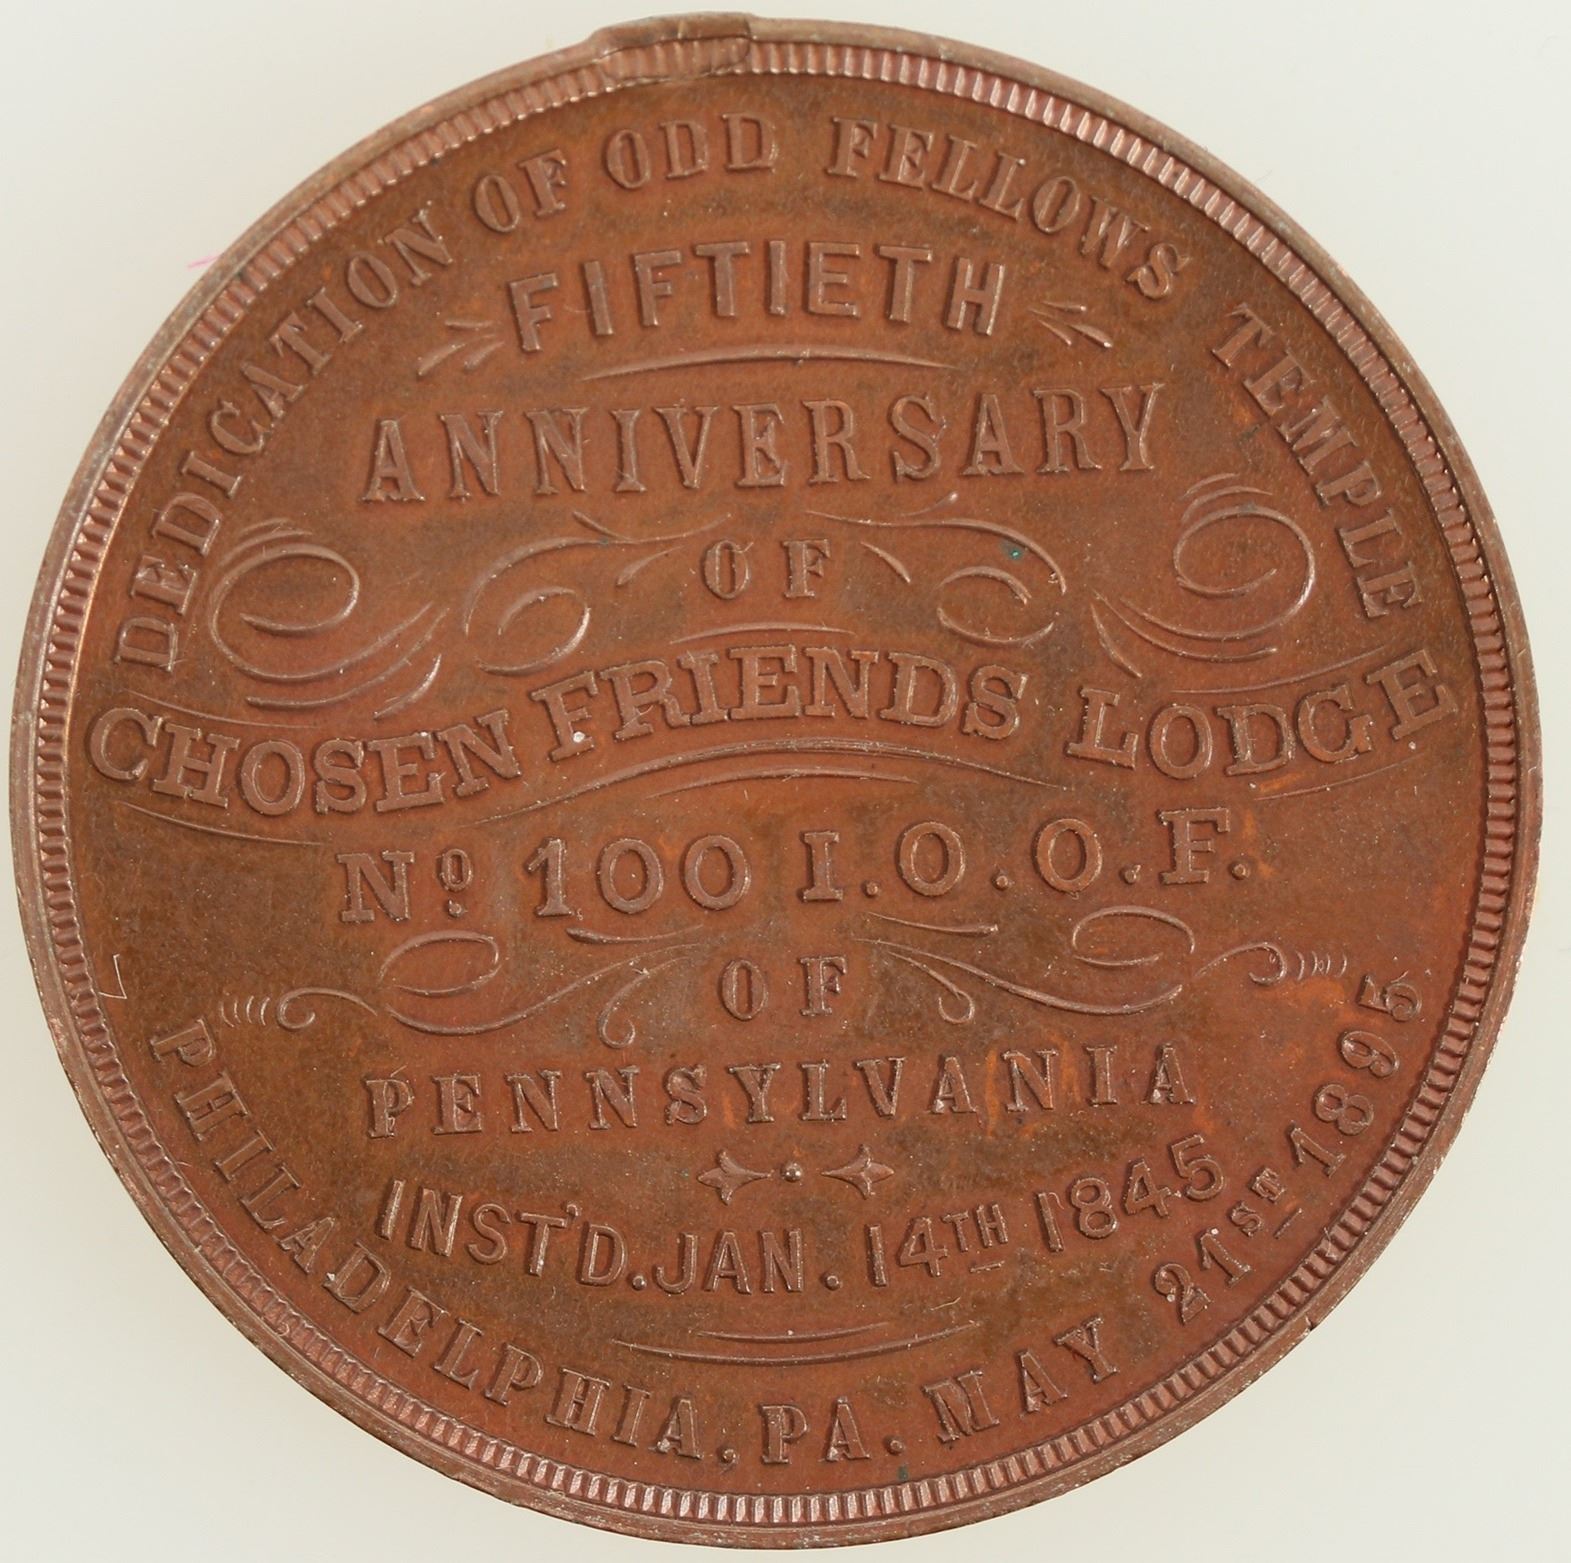 DEDICATION OF ODD FELLOWS TEMPLE
FIFTIETH
ANNIVERSARY
OF
CHOSEN FRIENDS LODGE
Nº. 100 I.O.O.F.
OF
PENNSYLVANIA
INST'D. JAN. 14TH 1845
PHILADELPHIA, PA. MAY 21ST 1895